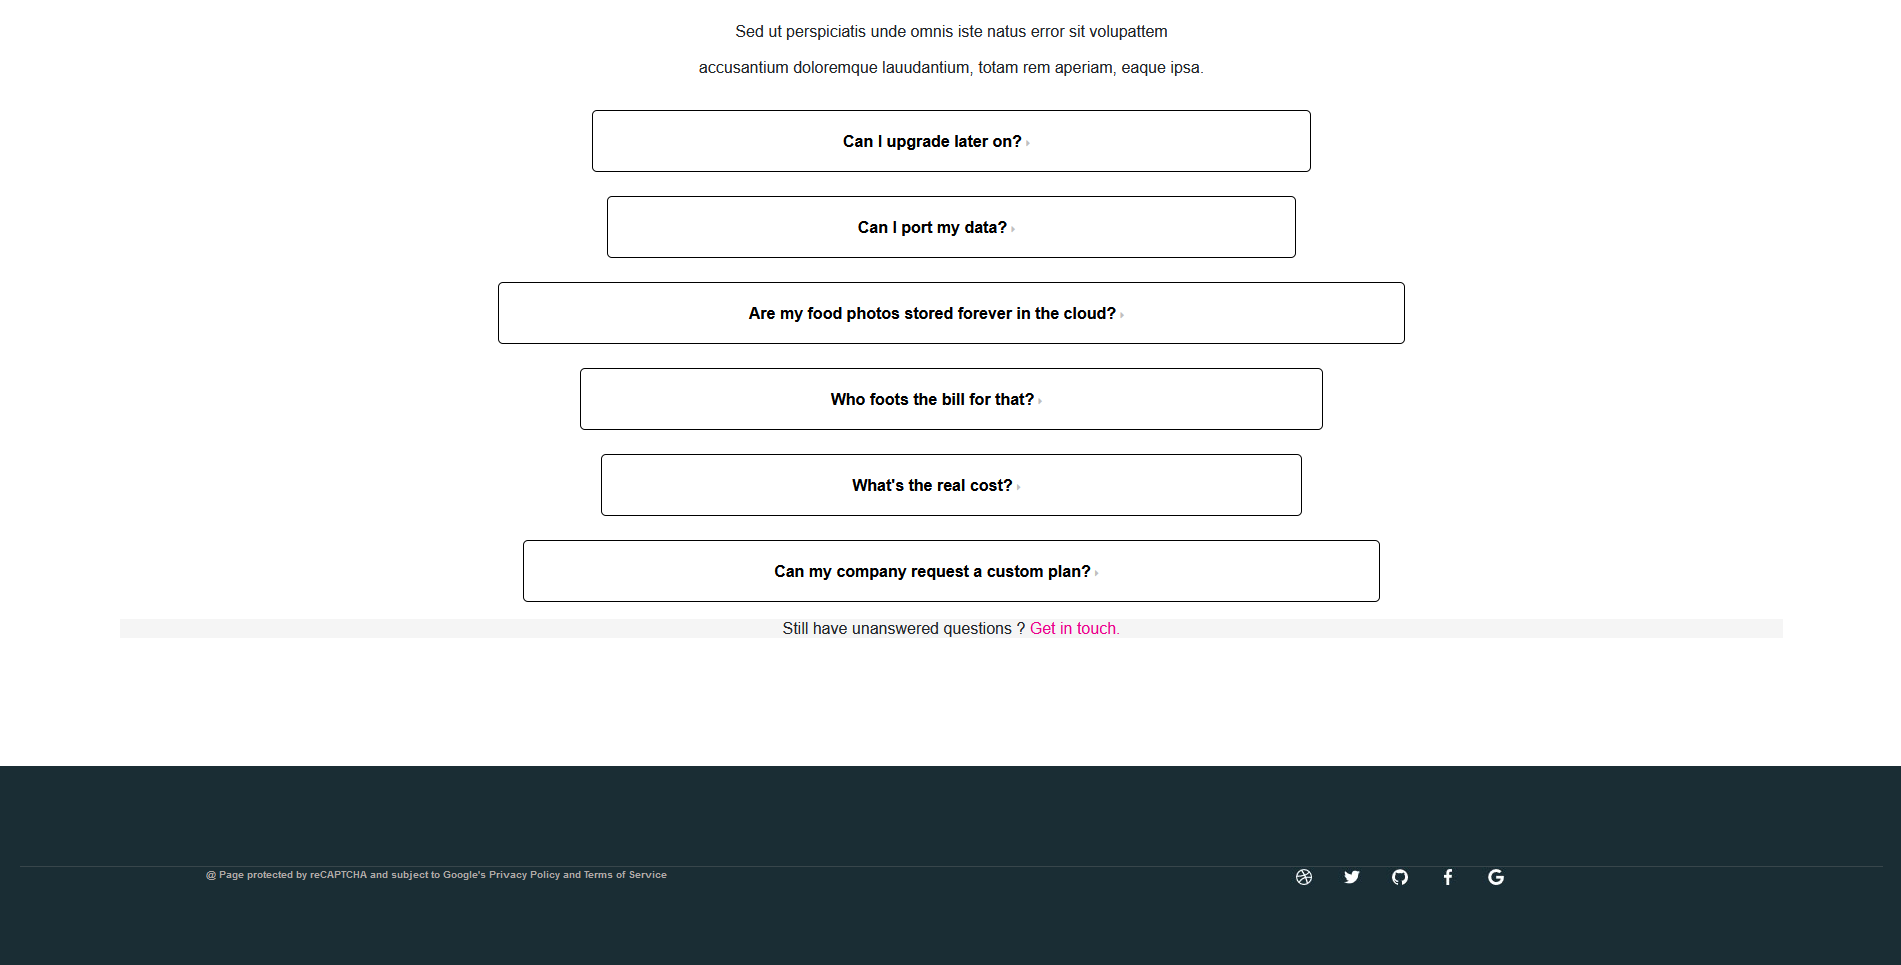 Sed ut perspiciatis unde omnis iste natus error sit volupattem
accusantium doloremque lauudantium, totam rem aperiam, eaque ipsa.
Can I upgrade later on?
Can I port my data?
Are my food photos stored forever in the cloud?
Who foots the bill for that?
What's the real cost?
Can my company request a custom plan?
Still have unanswered questions ? Get in touch.
@ Page protected by reCAPTCHA and subject to Google's Privacy Policy and Terms of Service